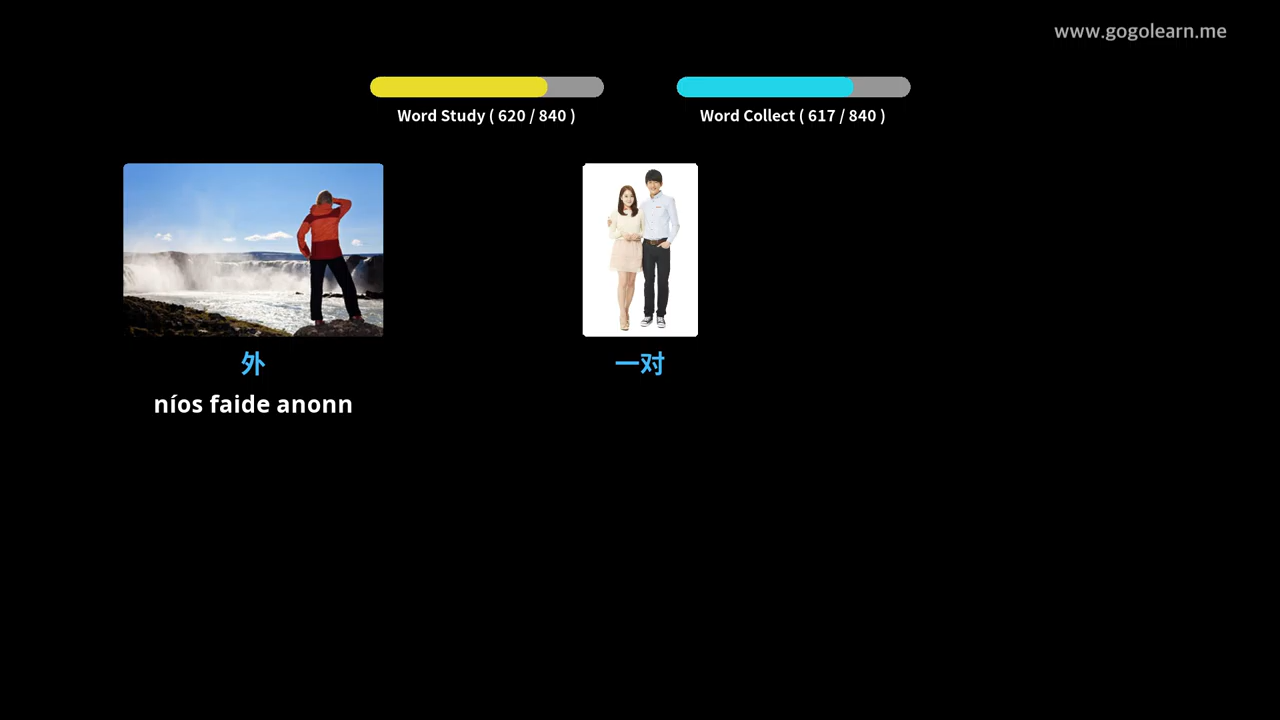 www.gogolearn.me
Word Study ( 620 / 840 )
Word Collect ( 617 / 840 )
外
níos faide anonn
一对